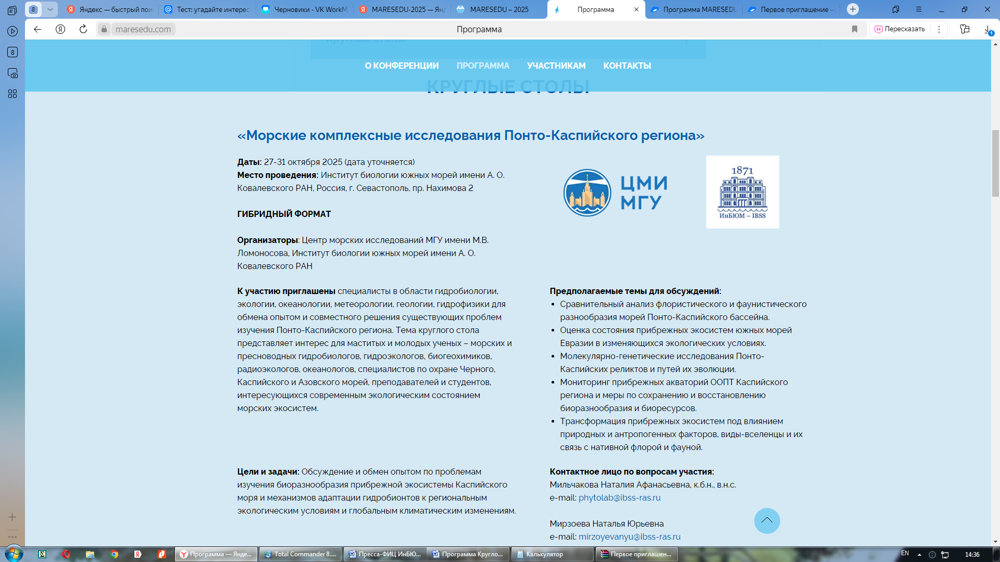 8
Яндекс — быстрый пои
Тест: угадайте интерес
Черновики - VK WorkM
MARESEDU-2025 — Ян
MARESEDU – 2025
Программа
Программа MARESEDU
Первое приглашение –
maresedu.com
Программа
Пересказать
1
8
Круглые столы
О КОНФЕРЕНЦИИ
ПРОГРАММА
УЧАСТНИКАМ
КОНТАКТЫ
КРУГЛЫЕ СТОЛЫ
«Морские комплексные исследования Понто-Каспийского региона»
Даты: 27-31 октября 2025 (дата уточняется)
Место проведения: Институт биологии южных морей имени А. О.
Ковалевского РАН, Россия, г. Севастополь, пр. Нахимова 2
ГИБРИДНЫЙ ФОРМАТ
Организаторы: Центр морских исследований МГУ имени М.В.
Ломоносова, Институт биологии южных морей имени А. О.
Ковалевского РАН
ЦМИ
МГУ
1871
ИнБЮМ – IBSS
К участию приглашены специалисты в области гидробиологии,
экологии, океанологии, метеорологии, геологии, гидрофизики для
обмена опытом и совместного решения существующих проблем
изучения Понто-Каспийского региона. Тема круглого стола
представляет интерес для маститых и молодых ученых – морских и
пресноводных гидробиологов, гидроэкологов, биогеохимиков,
радиоэкологов, океанологов, специалистов по охране Черного,
Каспийского и Азовского морей, преподавателей и студентов,
интересующихся современным экологическим состоянием
морских экосистем.
Предполагаемые темы для обсуждений:
• Сравнительный анализ флористического и фаунистического
разнообразия морей Понто-Каспийского бассейна.
• Оценка состояния прибрежных экосистем южных морей
Евразии в изменяющихся экологических условиях.
• Молекулярно-генетические исследования Понто-
Каспийских реликтов и путей их эволюции.
• Мониторинг прибрежных акваторий ООПТ Каспийского
региона и меры по сохранению и восстановлению
биоразнообразия и биоресурсов.
• Трансформация прибрежных экосистем под влиянием
природных и антропогенных факторов, виды-вселенцы и их
связь с нативной флорой и фауной.
Цели и задачи: Обсуждение и обмен опытом по проблемам
изучения биоразнообразия прибрежной экосистемы Каспийского
моря и механизмов адаптации гидробионтов к региональным
экологическим условиям и глобальным климатическим изменениям.
Контактное лицо по вопросам участия:
Мильчакова Наталия Афанасьевна, к.б.н., в.н.с.
e-mail: phytolab@ibss-ras.ru
Мирзоева Наталья Юрьевна
e-mail: mirzoyevanyu@ibss-ras.ru
Программа — Янде...
Total Commander 8....
Пресса-ФИЦ ИнБЮ...
Программа Кругло...
Калькулятор
Первое приглашен...
EN
14:36